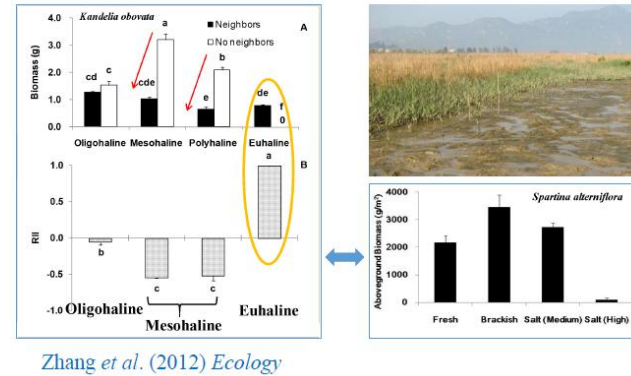 Kandelia obovata
Neighbors
No neighbors
A
Biomass (g)
4.0
3.0
2.0
1.0
0.0
cd
c
cde
a
e
b
de
f
0
Oligohaline
Mesohaline
Polyhaline
Euhaline
B
RII
1.0
0.5
0.0
-0.5
-1.0
b
c
c
a
Oligohaline
Mesohaline
Euhaline
Spartina alterniflora
Aboveground Biomass (g/m²)
4000
3000
2000
1000
0
Fresh
Brackish
Salt (Medium)
Salt (High)
Zhang et al. (2012) Ecology